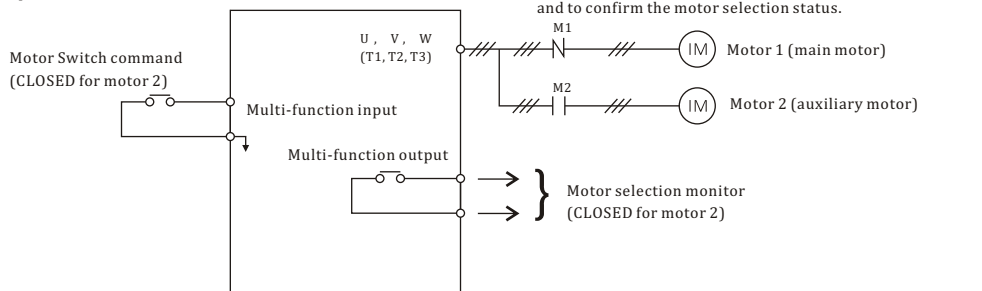 and to confirm the motor selection status.
M1
U , V , W
(T1, T2, T3)
IM
Motor 1 (main motor)
Motor Switch command
(CLOSED for motor 2)
M2
IM
Motor 2 (auxiliary motor)
Multi-function input
Multi-function output
Motor selection monitor
(CLOSED for motor 2)